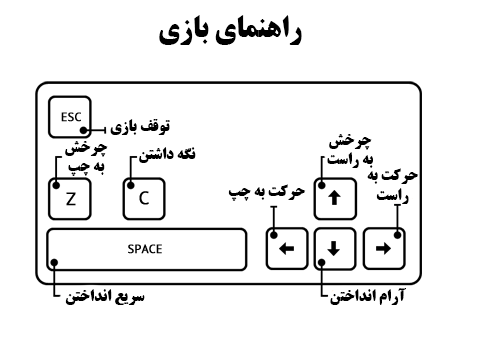 راهنمای بازی
ESC
توقف بازی
چرخش
به چپ
نگه داشتن
چرخش
به راست
حرکت به
راست
Z
C
حرکت به چپ
SPACE
سریع انداختن
آرام انداختن